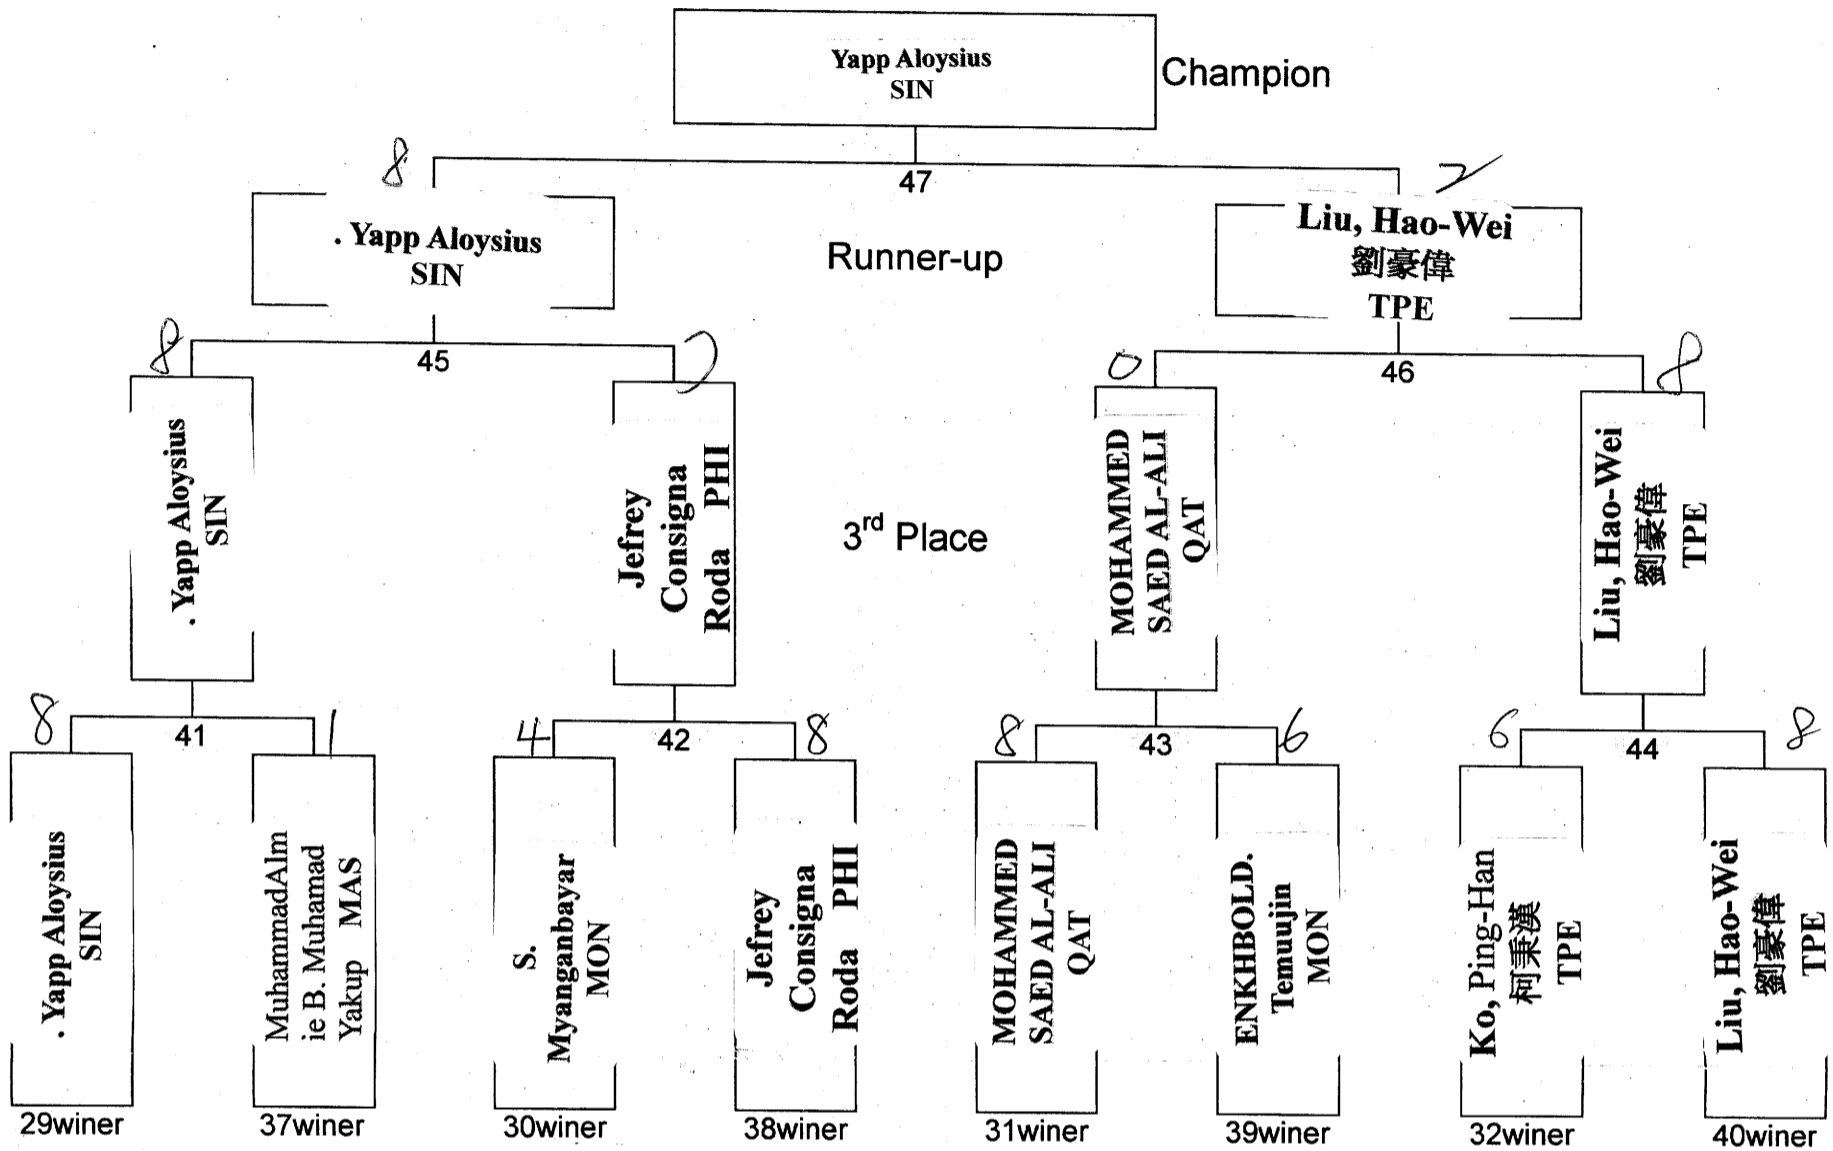 Yapp Aloysius
SIN
Champion
8
47
2
. Yapp Aloysius
SIN
Runner-up
Liu, Hao-Wei
劉豪偉
TPE
8
45
0
46
8
. Yapp Aloysius
SIN
Jefrey
Consigna
Roda PHI
3rd Place
MOHAMMED
SAED AL-ALI
QAT
Liu, Hao-Wei
劉豪偉
TPE
8
41
1
4
42
8
8
43
6
6
44
8
. Yapp Aloysius
SIN
MuhammadAlm
ie B. Muhamad
Yakup MAS
S.
Myanganbayar
MON
Jefrey
Consigna
Roda PHI
MOHAMMED
SAED AL-ALI
QAT
ENKHBOLD.
Temuujin
MON
Ko, Ping-Han
柯秉漢
TPE
Liu, Hao-Wei
劉豪偉
TPE
29winer
37winer
30winer
38winer
31winer
39winer
32winer
40winer